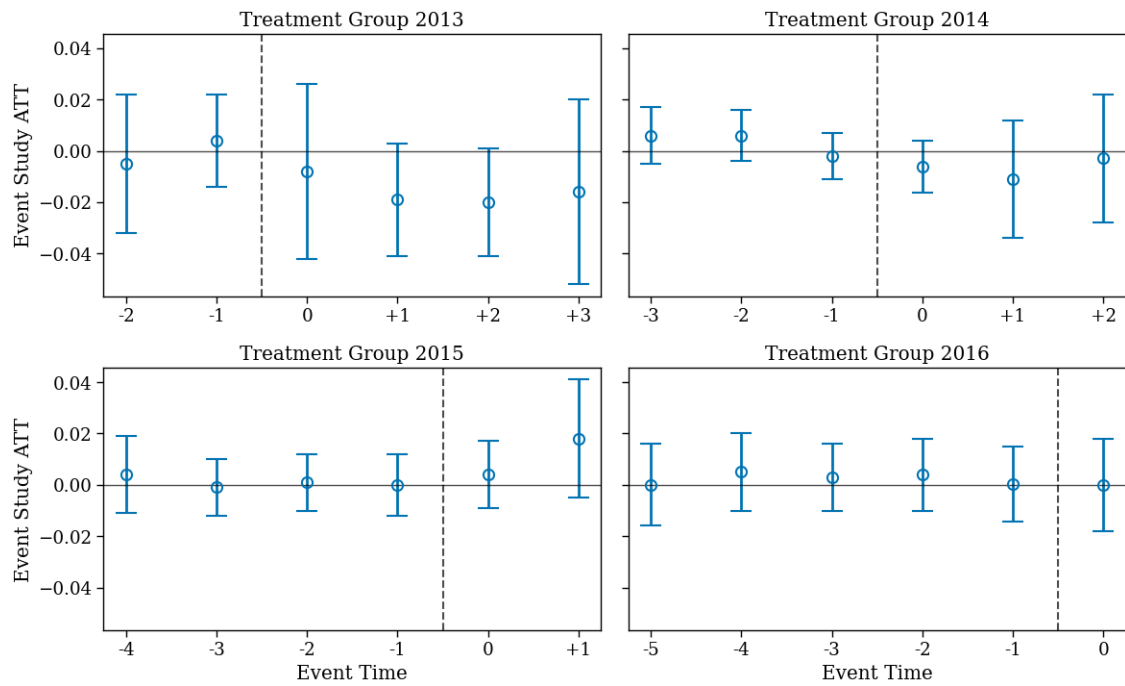 Treatment Group 2013
Treatment Group 2014
Event Study ATT
0.04
0.02
0.00
−0.02
−0.04
-2 -1 0 +1 +2 +3
-3 -2 -1 0 +1 +2
Treatment Group 2015
Treatment Group 2016
Event Study ATT
0.04
0.02
0.00
−0.02
−0.04
-4 -3 -2 -1 0 +1
-5 -4 -3 -2 -1 0
Event Time
Event Time